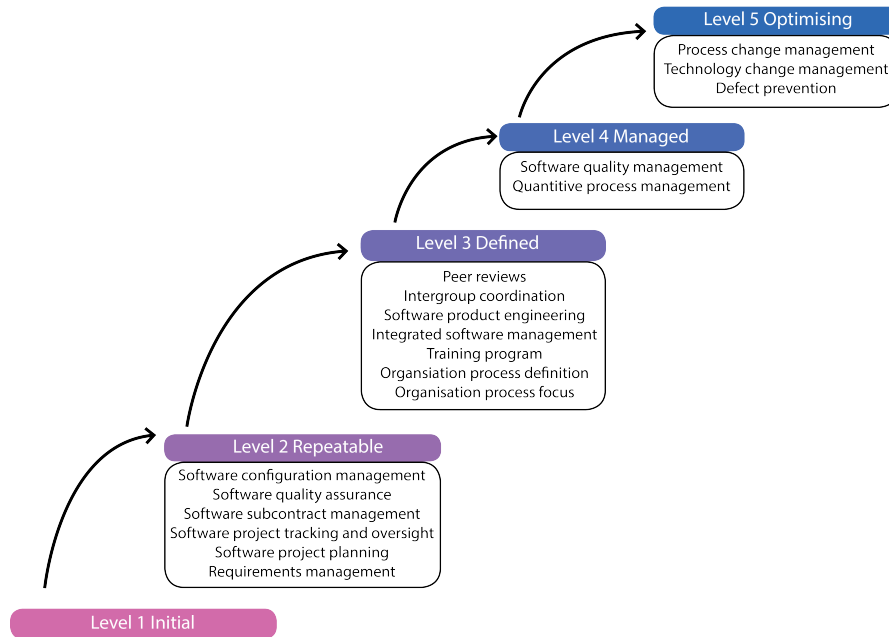 Level 5 Optimising
Process change management
Technology change management
Defect prevention
Level 4 Managed
Software quality management
Quantitive process management
Level 3 Defined
Peer reviews
Intergroup coordination
Software product engineering
Integrated software management
Training program
Organsiation process definition
Organisation process focus
Level 2 Repeatable
Software configuration management
Software quality assurance
Software subcontract management
Software project tracking and oversight
Software project planning
Requirements management
Level 1 Initial